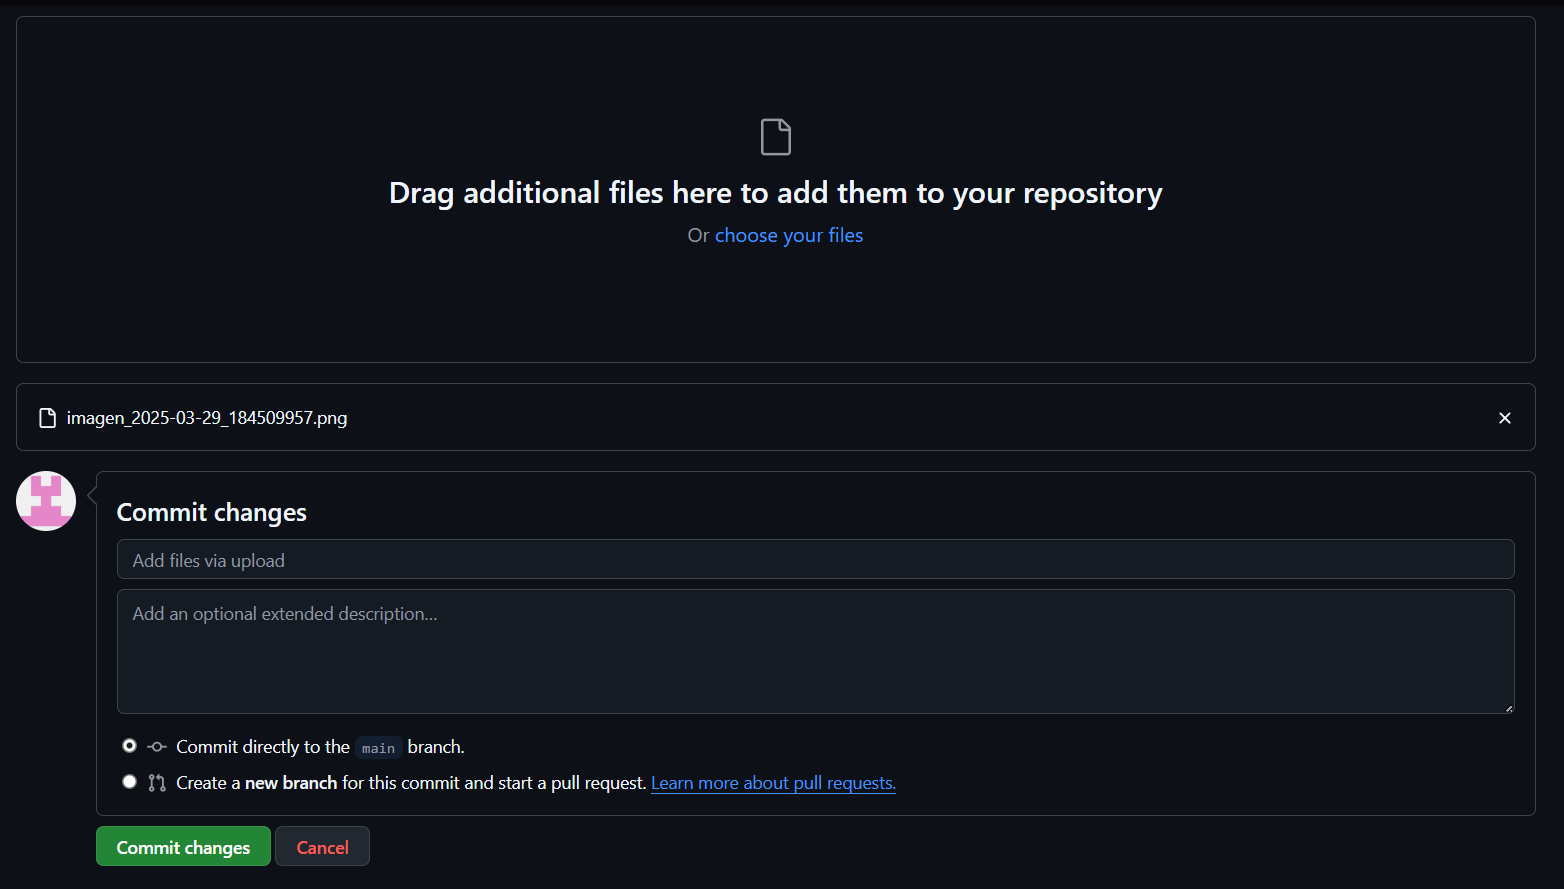 Drag additional files here to add them to your repository
Or choose your files
imagen_2025-03-29_184509957.png
Commit changes
Add files via upload
Add an optional extended description...
Commit directly to the main branch.
Create a new branch for this commit and start a pull request. Learn more about pull requests.
Commit changes Cancel